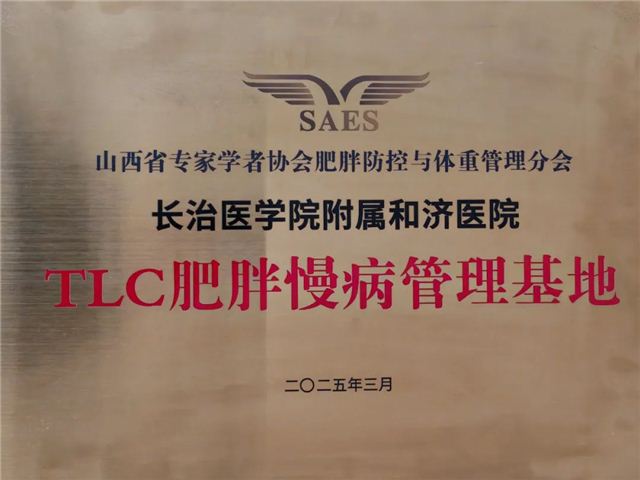 SAES
山西省专家学者协会肥胖防控与体重管理分会
长治医学院附属和济医院
TLC肥胖慢病管理基地
二〇二五年三月